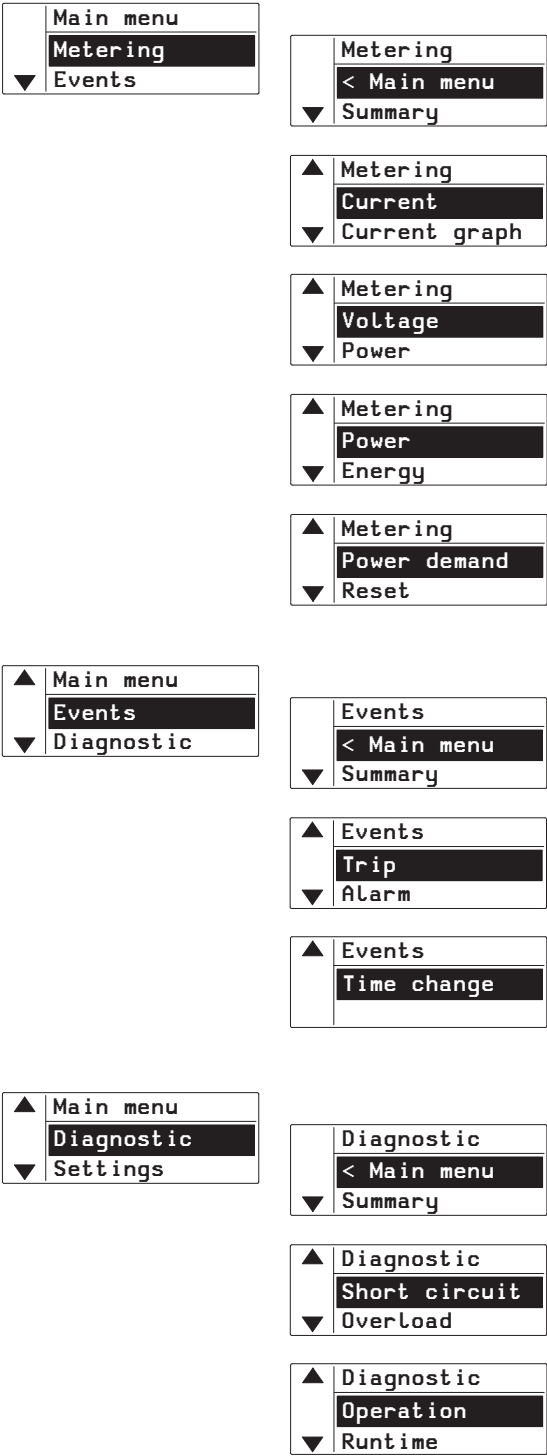 Main menu
Metering
Events
Metering
< Main menu
Summary
Metering
Current
Current graph
Metering
Voltage
Power
Metering
Power
Energy
Metering
Power demand
Reset
Main menu
Events
Diagnostic
Events
< Main menu
Summary
Events
Trip
Alarm
Events
Time change
Main menu
Diagnostic
Settings
Diagnostic
< Main menu
Summary
Diagnostic
Short circuit
Overload
Diagnostic
Operation
Runtime